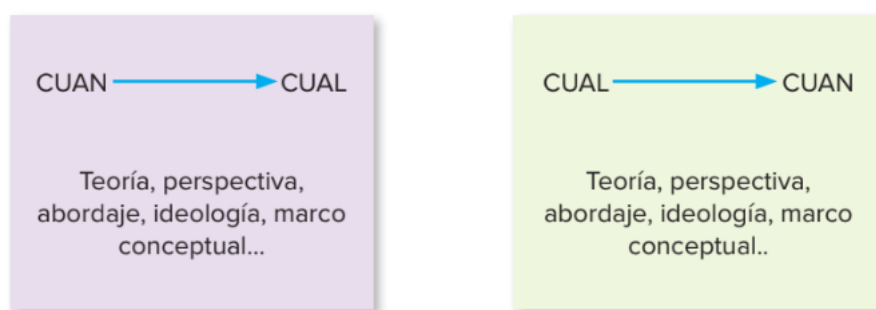 CUAN CUAL
Teoría, perspectiva,
abordaje, ideología, marco
conceptual...
CUAL CUAN
Teoría, perspectiva,
abordaje, ideología, marco
conceptual..